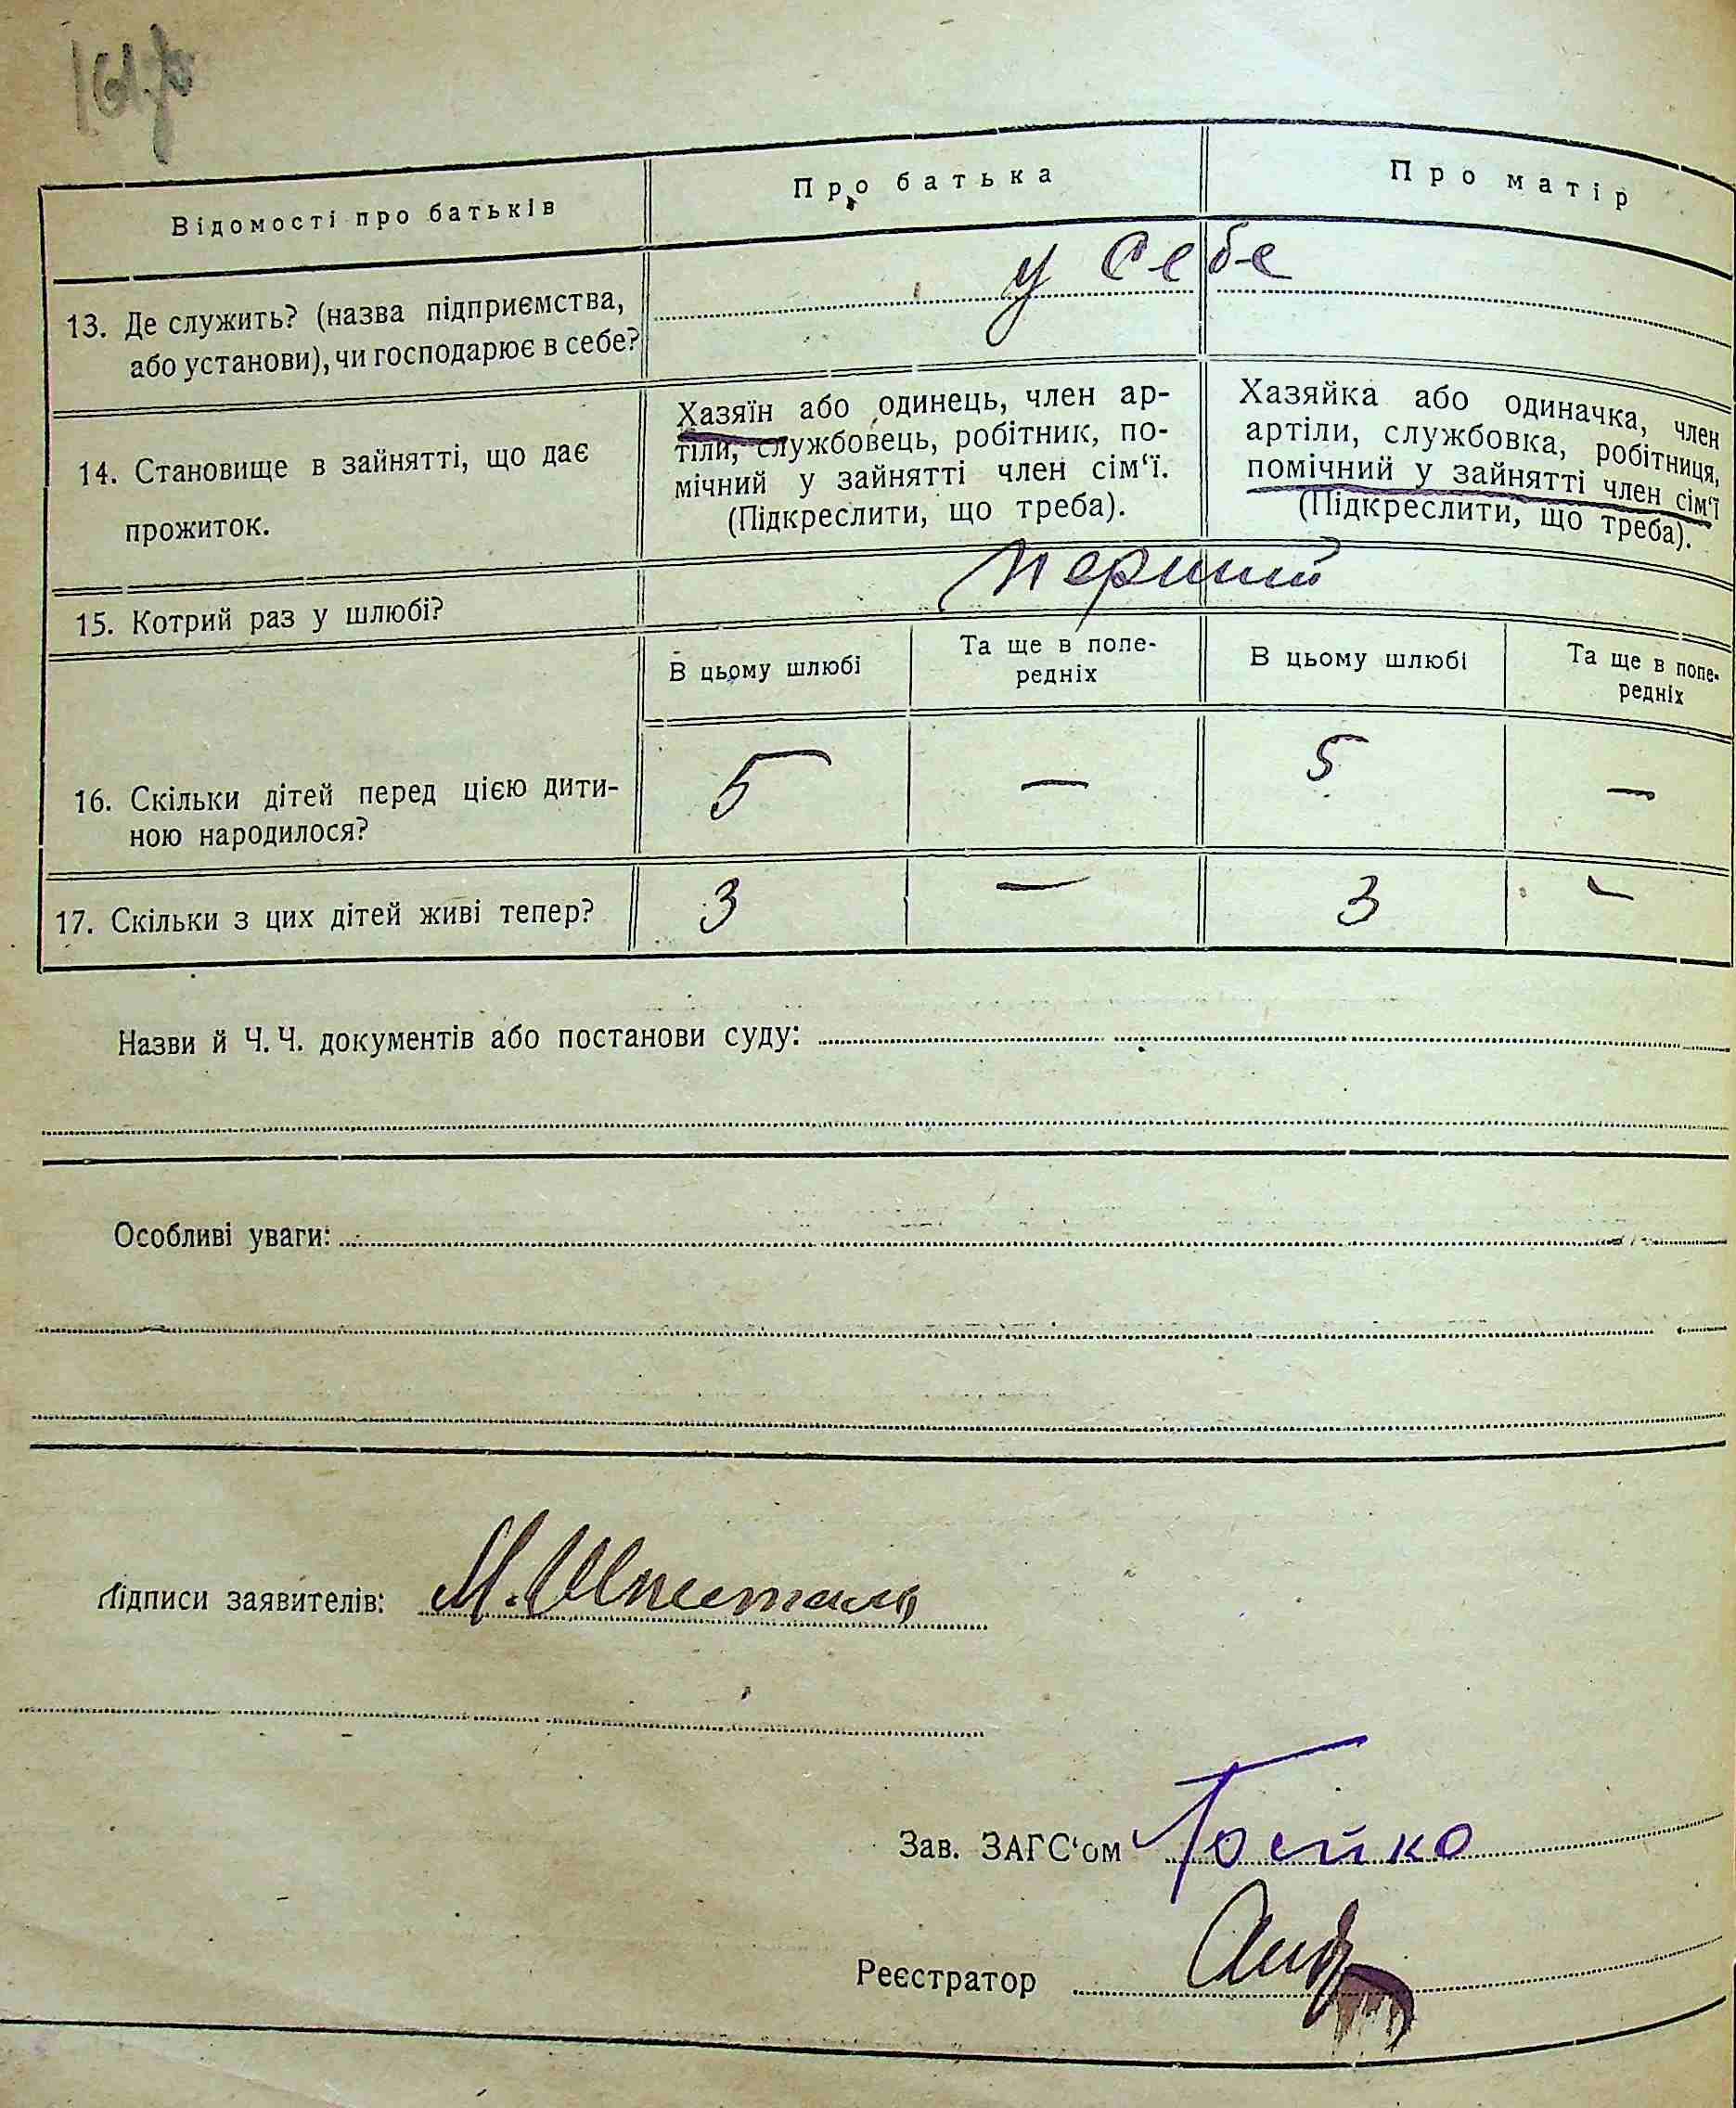 Відомості про батьків
Про батька
Про матір
13. Де служить? (назва підприємства,
або установи), чи господарює в себе?
у себе
14. Становище в зайнятті, що дає
прожиток.
Хазяїн або одинець, член ар-
тіли, службовець, робітник, по-
мічний у зайнятті член сім‘ї.
(Підкреслити, що треба).
Хазяйка або одиначка, член
артіли, службовка, робітниця,
помічний у зайнятті член сім‘ї
(Підкреслити, що треба).
15. Котрий раз у шлюбі?
перший
В цьому шлюбі
Та ще в попе-
редніх
В цьому шлюбі
Та ще в попе-
редніх
16. Скільки дітей перед цією дити-
ною народилося?
5 — 5 —
17. Скільки з цих дітей живі тепер?
3 — 3 —
Назви й Ч. Ч. документів або постанови суду:
Особливі уваги:
Підписи заявителів: М.
Зав. ЗАГС‘ом Бойко
Реєстратор